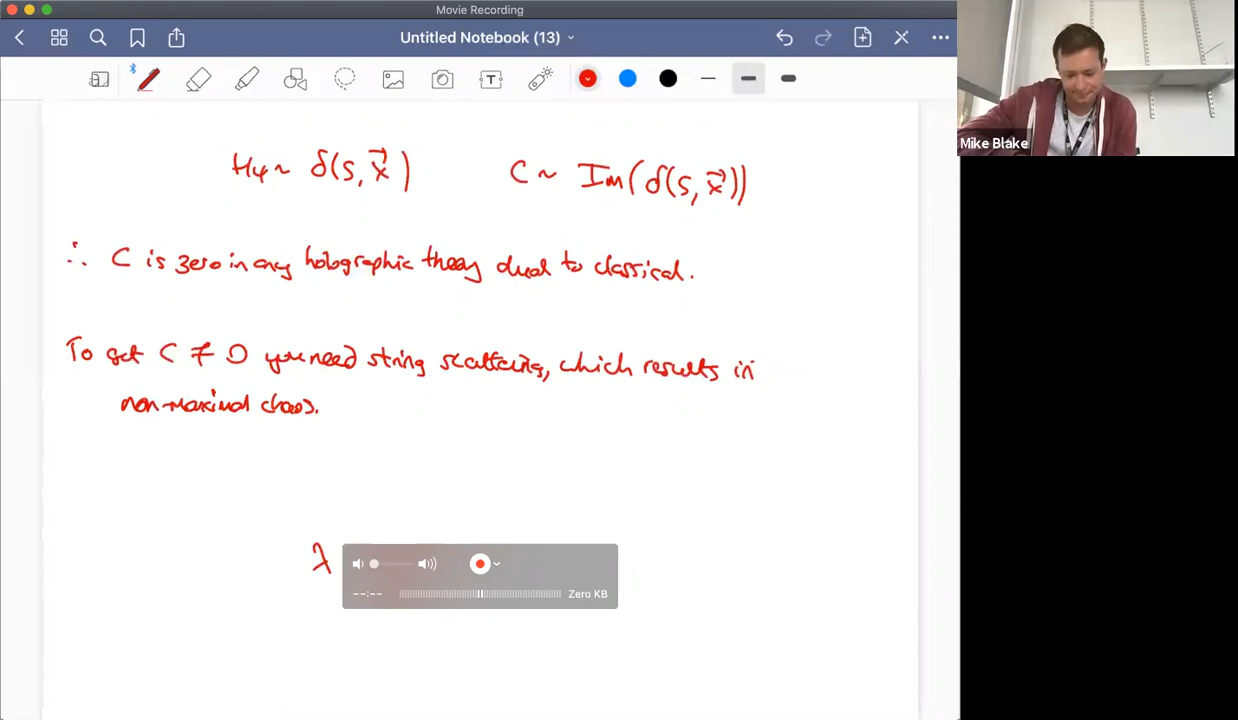 Movie Recording
Untitled Notebook (13)
Mike Blake
H4 ~ δ(s, x⃗)    C ~ Im(δ(s, x⃗))
∴ C is zero in any holographic theory dual to classical.
To get C ≠ 0 you need string scattering, which results in
non-maximal chaos.
λ
--:-- Zero KB